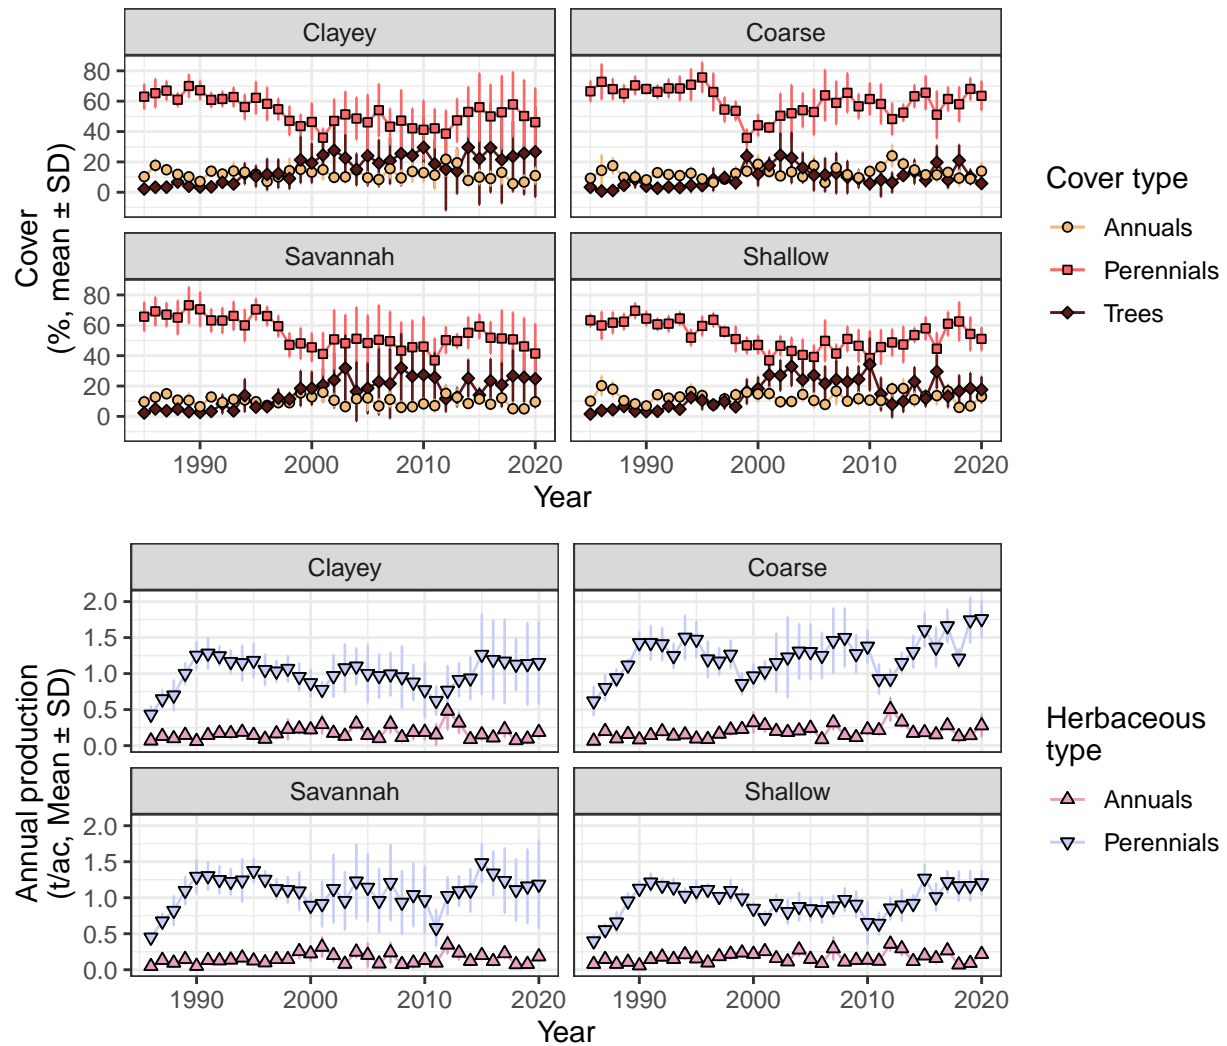 Clayey
Coarse
80
60
40
20
0
Savannah
Shallow
80
60
40
20
0
1990
2000
2010
2020
1990
2000
2010
2020
Year
Cover
(%, mean ± SD)
Cover type
Annuals
Perennials
Trees
Clayey
Coarse
2.0
1.5
1.0
0.5
0.0
Savannah
Shallow
2.0
1.5
1.0
0.5
0.0
1990
2000
2010
2020
1990
2000
2010
2020
Year
Annual production
(t/ac, Mean ± SD)
Herbaceous
type
Annuals
Perennials